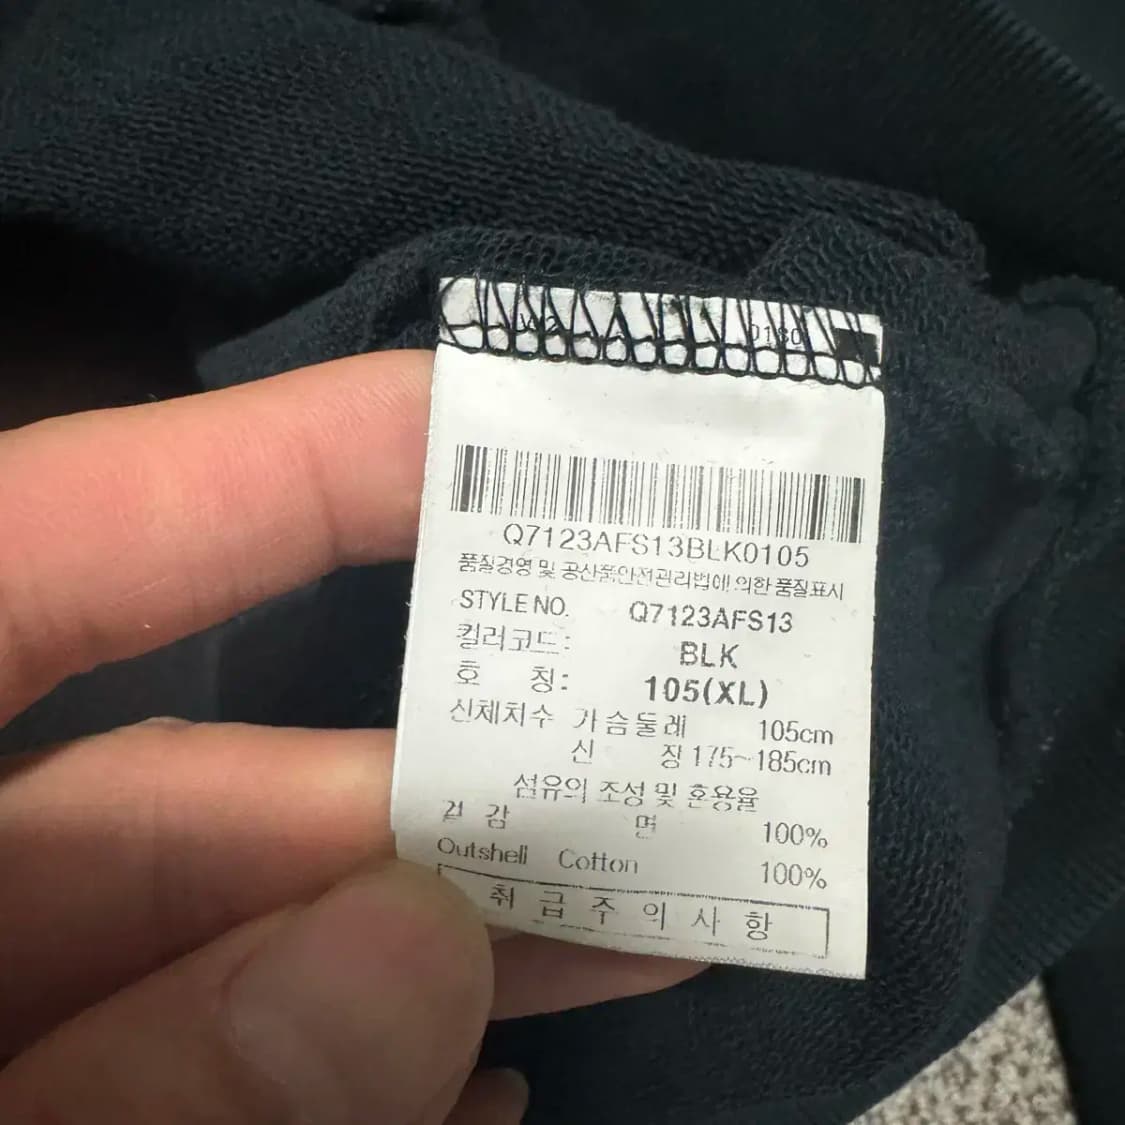 Q7123AFS13BLK0105
품질경영 및 공산품안전관리법에 의한 품질표시
STYLE NO. Q7123AFS13
컬러코드: BLK
호 칭: 105(XL)
신체치수 가슴둘레 105cm
신 장 175~185cm
섬유의 조성 및 혼용율
겉 감 면 100%
Outshell Cotton 100%
취급주의사항